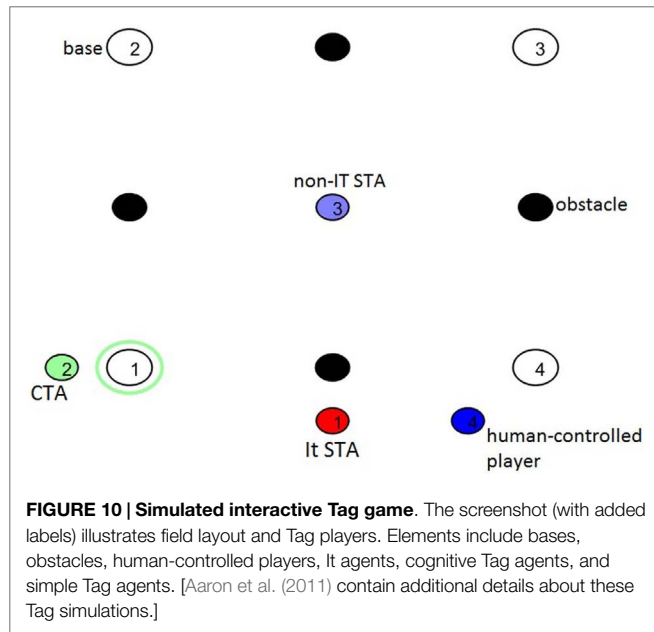 base 2
3
non-IT STA
3
obstacle
2
1
4
CTA
1
4
It STA
human-controlled
player
FIGURE 10 | Simulated interactive Tag game. The screenshot (with added
labels) illustrates field layout and Tag players. Elements include bases,
obstacles, human-controlled players, It agents, cognitive Tag agents, and
simple Tag agents. [Aaron et al. (2011) contain additional details about these
Tag simulations.]